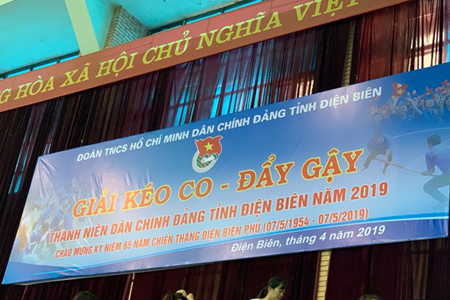 NG HÒA XÃ HỘI CHỦ NGHĨA VIỆT
ĐOÀN TNCS HỒ CHÍ MINH DÂN CHÍNH ĐẢNG TỈNH ĐIỆN BIÊN
GIẢI KÉO CO - ĐẨY GẬY
THANH NIÊN DÂN CHÍNH ĐẢNG TỈNH ĐIỆN BIÊN NĂM 2019
CHÀO MỪNG KỶ NIỆM 65 NĂM CHIẾN THẮNG ĐIỆN BIÊN PHỦ (07/5/1954 - 07/5/2019)
Điện Biên, tháng 4 năm 2019